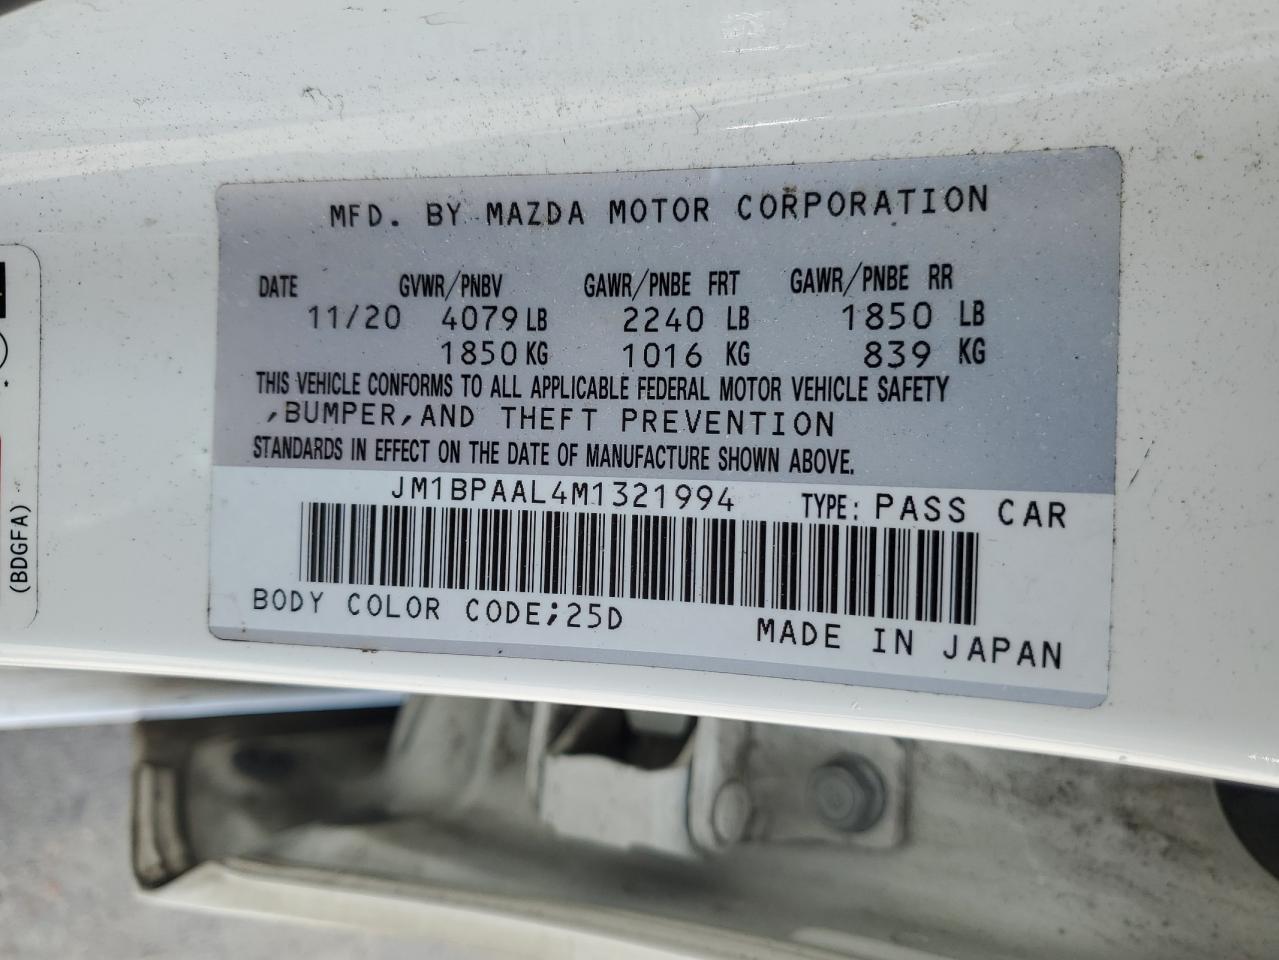 MFD. BY MAZDA MOTOR CORPORATION
DATE GVWR/PNBV GAWR/PNBE FRT GAWR/PNBE RR
11/20 4079 LB 2240 LB 1850 LB
1850 KG 1016 KG 839 KG
THIS VEHICLE CONFORMS TO ALL APPLICABLE FEDERAL MOTOR VEHICLE SAFETY
,BUMPER,AND THEFT PREVENTION
STANDARDS IN EFFECT ON THE DATE OF MANUFACTURE SHOWN ABOVE.
JM1BPAAL4M1321994 TYPE: PASS CAR
BODY COLOR CODE;25D
MADE IN JAPAN
(BDGFA)